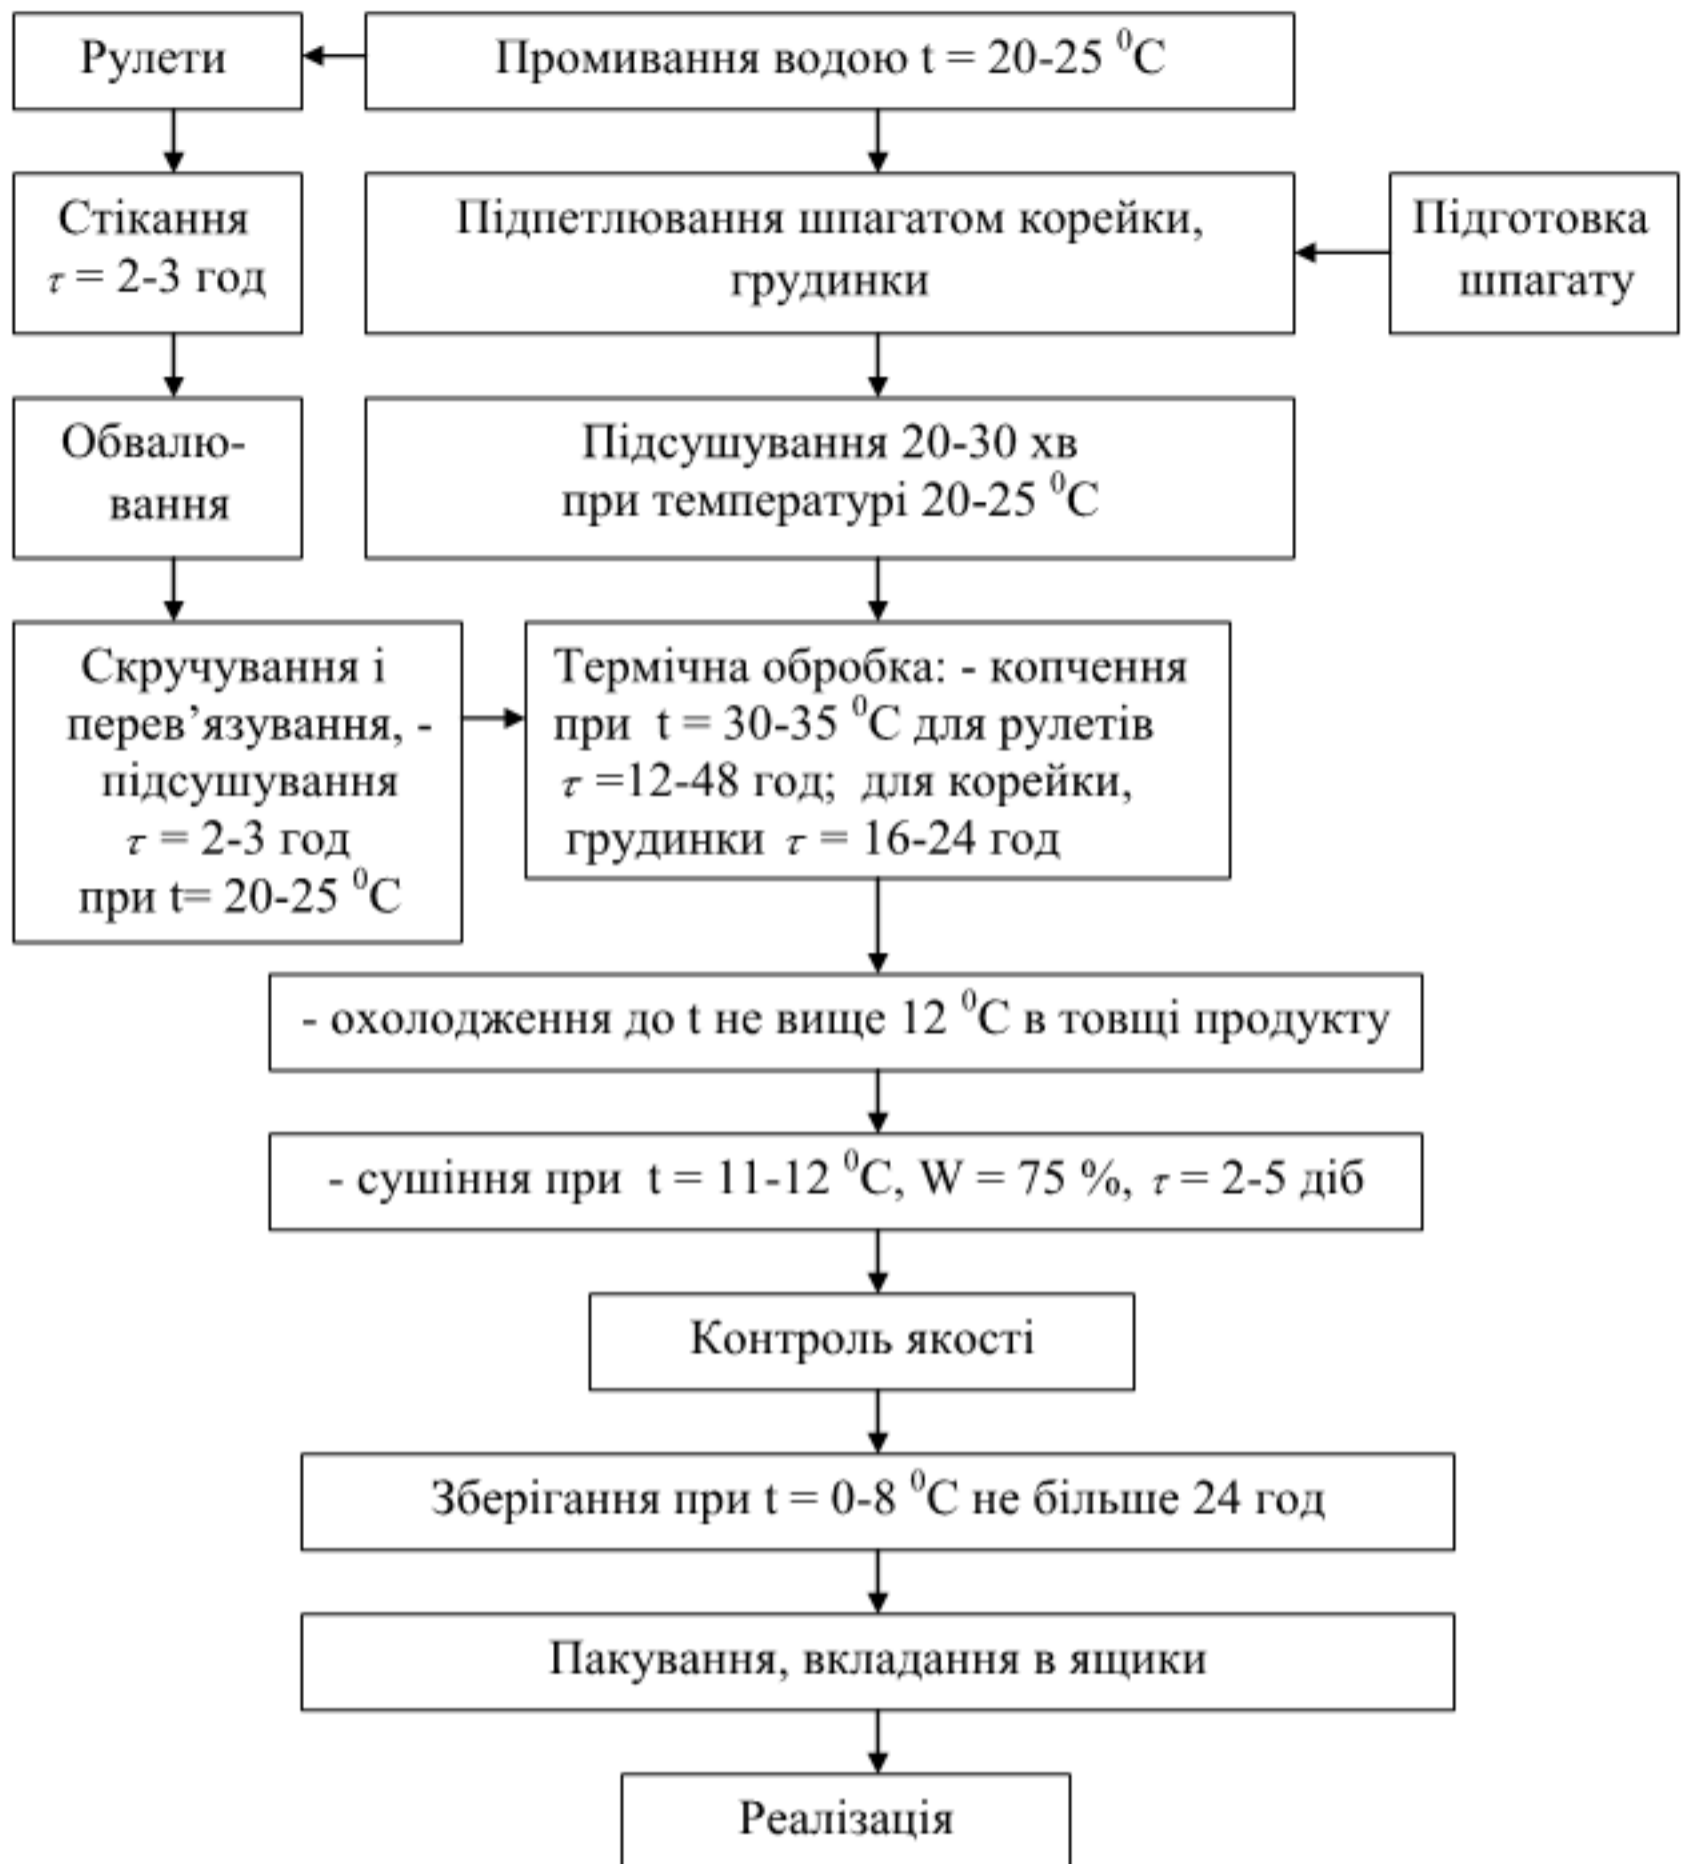 Рулети
Промивання водою t = 20-25 ⁰C
Стікання
τ = 2-3 год
Підпетлювання шпагатом корейки,
грудинки
Підготовка
шпагату
Обвалю-
вання
Підсушування 20-30 хв
при температурі 20-25 ⁰C
Скручування і
перев’язування, -
підсушування
τ = 2-3 год
при t= 20-25 ⁰C
Термічна обробка: - копчення
при t = 30-35 ⁰C для рулетів
τ =12-48 год; для корейки,
грудинки τ = 16-24 год
- охолодження до t не вище 12 ⁰C в товщі продукту
- сушіння при t = 11-12 ⁰C, W = 75 %, τ = 2-5 діб
Контроль якості
Зберігання при t = 0-8 ⁰C не більше 24 год
Пакування, вкладання в ящики
Реалізація